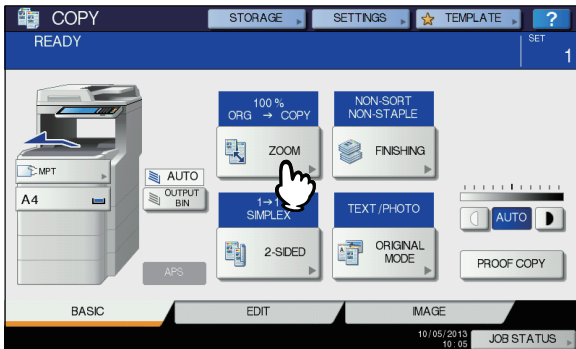 COPY
STORAGE
SETTINGS
TEMPLATE
?
READY
SET
1
100 %
ORG → COPY
NON-SORT
NON-STAPLE
ZOOM
FINISHING
MPT
A4
AUTO
OUTPUT
BIN
1→1
SIMPLEX
TEXT/PHOTO
2-SIDED
ORIGINAL
MODE
AUTO
APS
PROOF COPY
BASIC
EDIT
IMAGE
10/05/2013
10:05
JOB STATUS